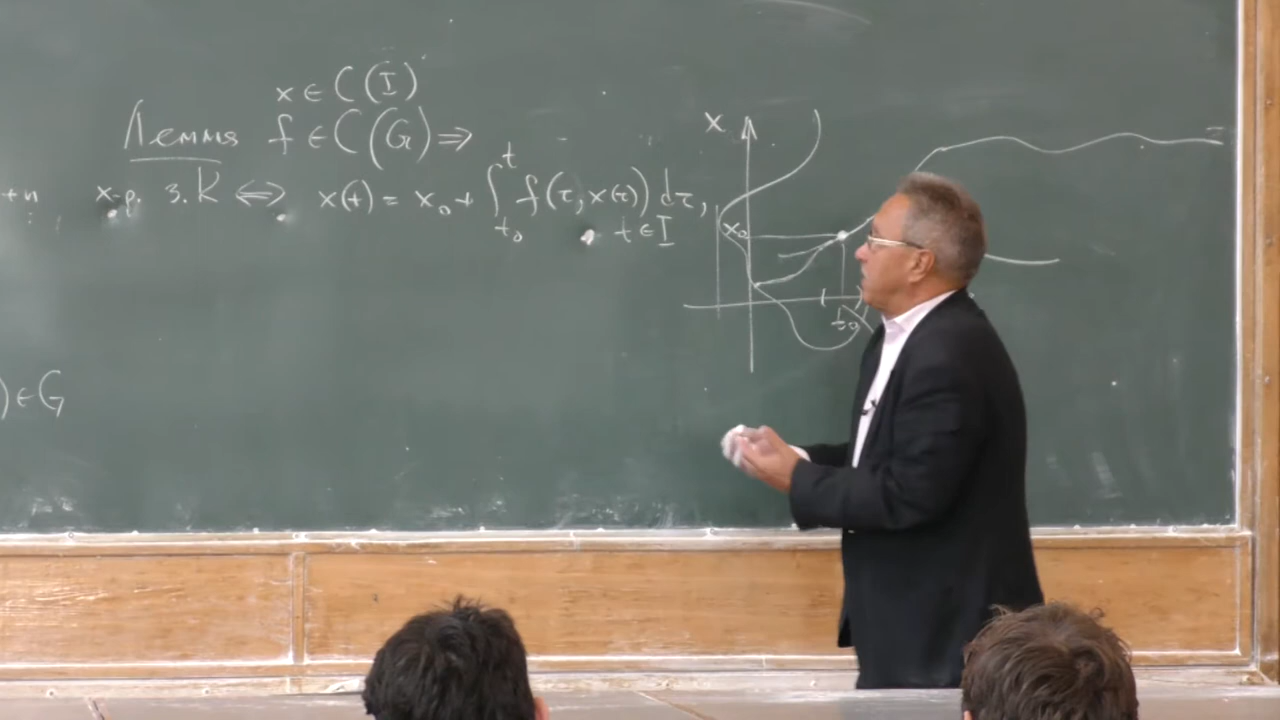 x ∈ C(I)
Лемма f ∈ C(G) ⇒
+n x-р. з.К ⇔ x(t) = x₀ + ∫_{t₀}^{t} f(τ, x(τ)) dτ,
t ∈ I
) ∈ G
x
x₀
t₀